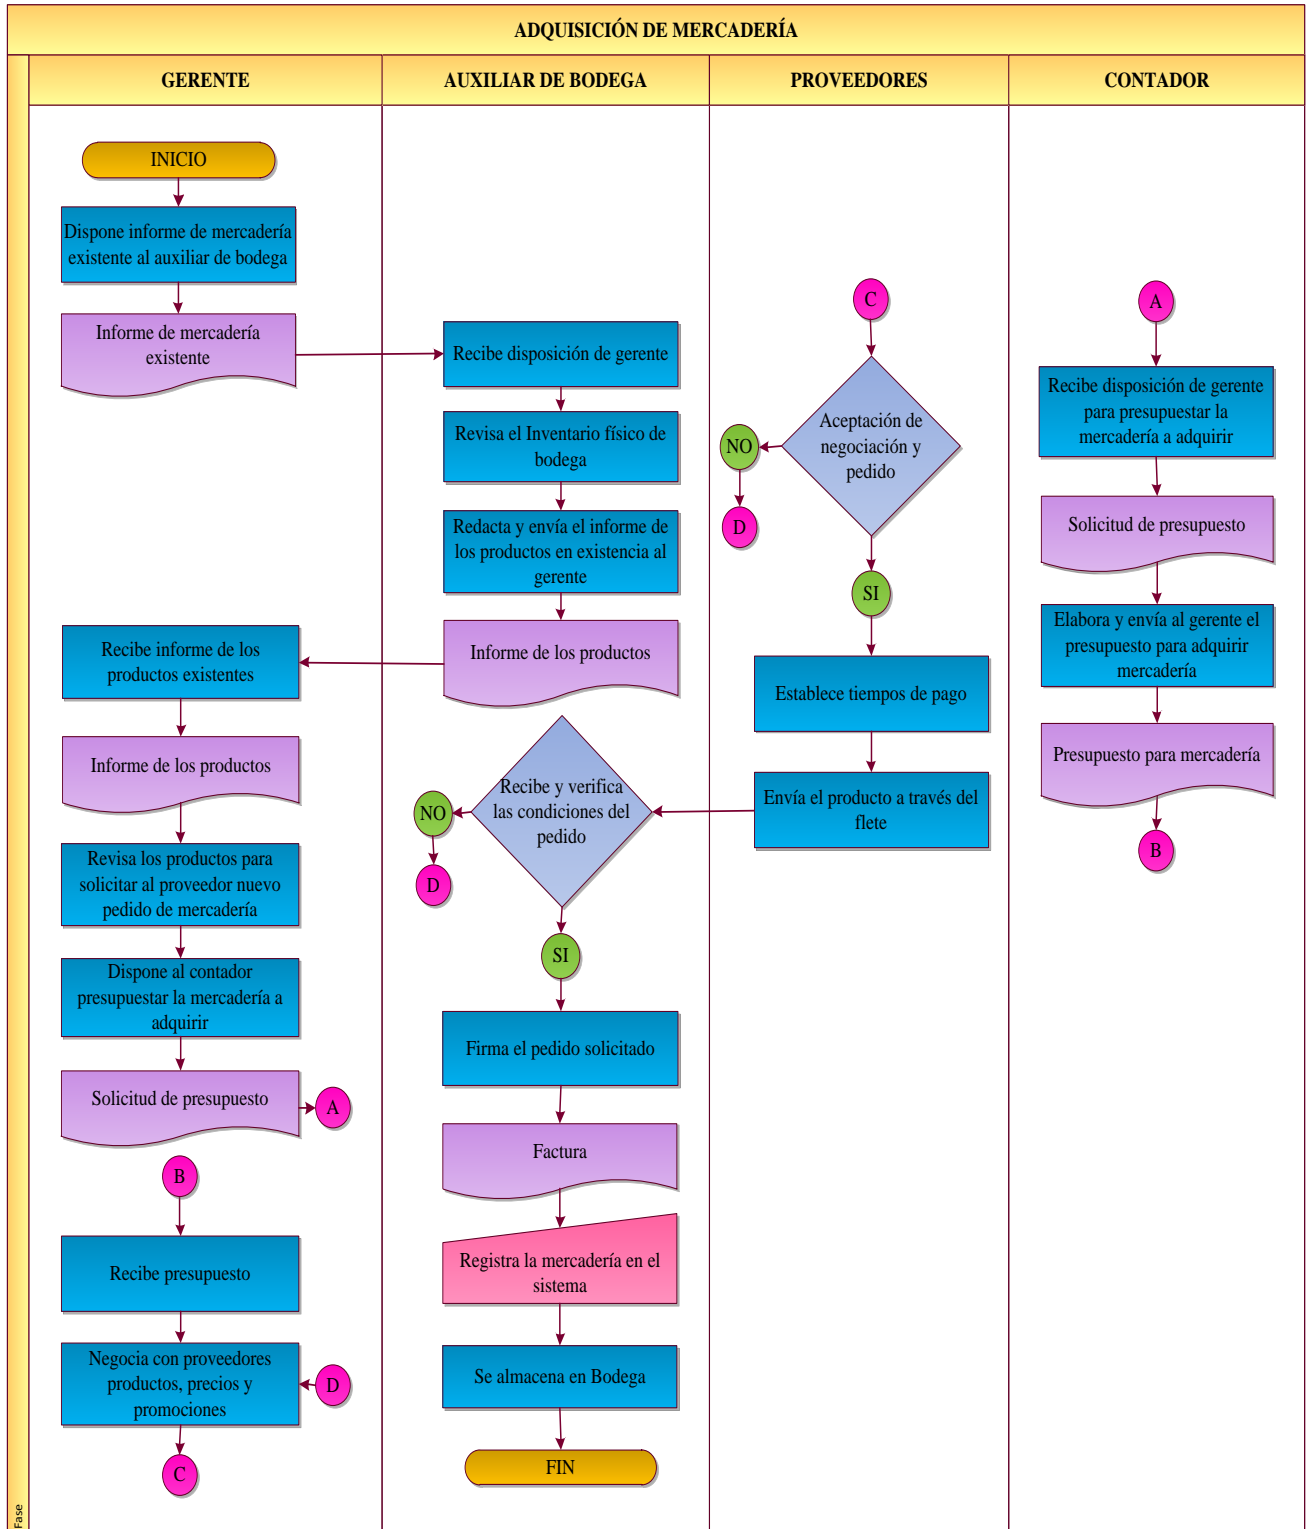 ADQUISICIÓN DE MERCADERÍA
GERENTE
AUXILIAR DE BODEGA
PROVEEDORES
CONTADOR
INICIO
Dispone informe de mercadería
existente al auxiliar de bodega
Informe de mercadería
existente
Recibe informe de los
productos existentes
Informe de los productos
Revisa los productos para
solicitar al proveedor nuevo
pedido de mercadería
Dispone al contador
presupuestar la mercadería a
adquirir
Solicitud de presupuesto
A
B
Recibe presupuesto
Negocia con proveedores
productos, precios y
promociones
D
C
Recibe disposición de gerente
Revisa el Inventario físico de
bodega
Redacta y envía el informe de
los productos en existencia al
gerente
Informe de los productos
Recibe y verifica
las condiciones del
pedido
NO
D
SI
Firma el pedido solicitado
Factura
Registra la mercadería en el
sistema
Se almacena en Bodega
FIN
C
Aceptación de
negociación y
pedido
NO
D
SI
Establece tiempos de pago
Envía el producto a través del
flete
A
Recibe disposición de gerente
para presupuestar la
mercadería a adquirir
Solicitud de presupuesto
Elabora y envía al gerente el
presupuesto para adquirir
mercadería
Presupuesto para mercadería
B
Fase